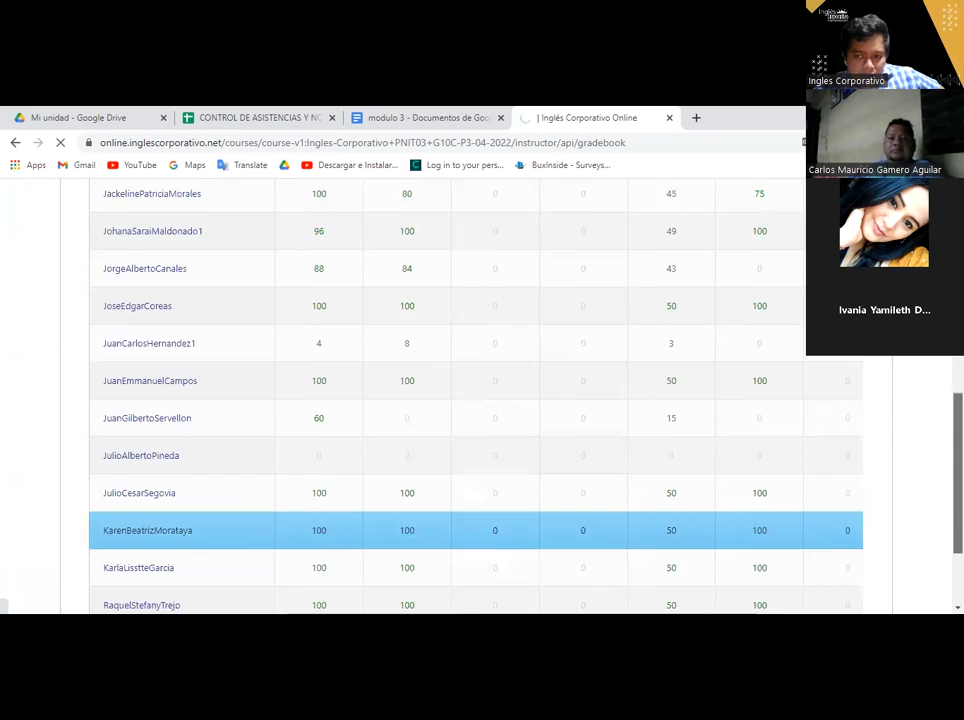 Inglés
Corporativo
Ingles Corporativo
Mi unidad - Google Drive
CONTROL DE ASISTENCIAS Y NO
modulo 3 - Documentos de Goo
| Inglés Corporativo Online
online.inglescorporativo.net/courses/course-v1:Ingles-Corporativo+PNIT03+G10C-P3-04-2022/instructor/api/gradebook
Apps Gmail YouTube Maps Translate Descargar e Instalar... Log in to your pers... BuxInside - Surveys...
Carlos Mauricio Gamero Aguilar
Ivania Yamileth D...
JackelinePatriciaMorales 100 80 0 0 45 75
JohanaSaraiMaldonado1 96 100 0 0 49 100
JorgeAlbertoCanales 88 84 0 0 43 0
JoseEdgarCoreas 100 100 0 0 50 100
JuanCarlosHernandez1 4 8 0 0 3 0
JuanEmmanuelCampos 100 100 0 0 50 100 0
JuanGilbertoServellon 60 0 0 0 15 0 0
JulioAlbertoPineda 0 0 0 0 0 0 0
JulioCesarSegovia 100 100 0 0 50 100 0
KarenBeatrizMorataya 100 100 0 0 50 100 0
KarlaLisstteGarcia 100 100 0 0 50 100 0
RaquelStefanyTrejo 100 100 0 0 50 100 0